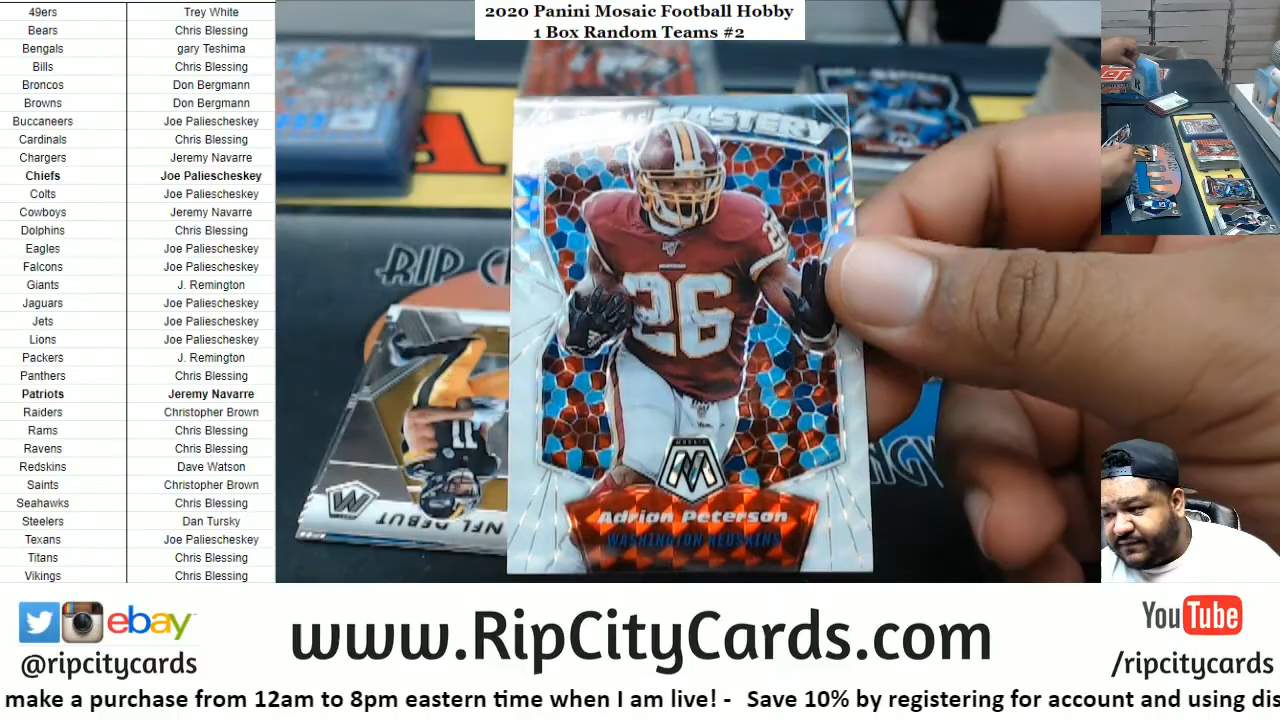 2020 Panini Mosaic Football Hobby
1 Box Random Teams #2
49ers Trey White
Bears Chris Blessing
Bengals gary Teshima
Bills Chris Blessing
Broncos Don Bergmann
Browns Don Bergmann
Buccaneers Joe Paliescheskey
Cardinals Chris Blessing
Chargers Jeremy Navarre
Chiefs Joe Paliescheskey
Colts Joe Paliescheskey
Cowboys Jeremy Navarre
Dolphins Chris Blessing
Eagles Joe Paliescheskey
Falcons Joe Paliescheskey
Giants J. Remington
Jaguars Joe Paliescheskey
Jets Joe Paliescheskey
Lions Joe Paliescheskey
Packers J. Remington
Panthers Chris Blessing
Patriots Jeremy Navarre
Raiders Christopher Brown
Rams Chris Blessing
Ravens Chris Blessing
Redskins Dave Watson
Saints Christopher Brown
Seahawks Chris Blessing
Steelers Dan Tursky
Texans Joe Paliescheskey
Titans Chris Blessing
Vikings Chris Blessing
MASTERY
RIP C
26
26
11
NFL DEBUT
M
MOSAIC
M
Adrian Peterson
WASHINGTON REDSKINS
ebay
@ripcitycards
www.RipCityCards.com
YouTube
/ripcitycards
make a purchase from 12am to 8pm eastern time when I am live! - Save 10% by registering for account and using dis